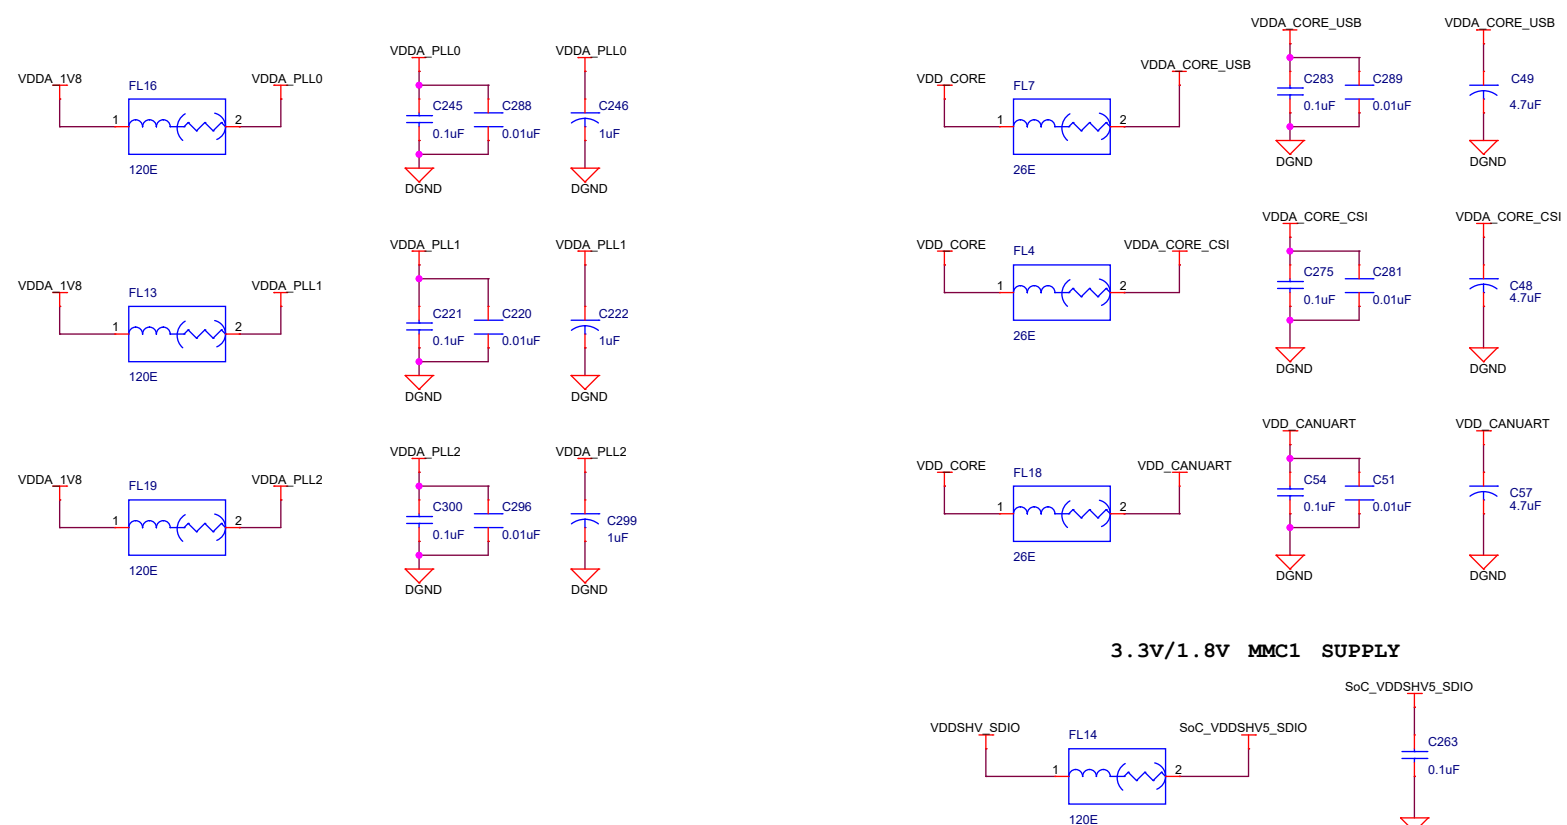 VDDA_1V8
FL16
VDDA_PLL0
1
2
120E
VDDA_PLL0
C245
0.1uF
C288
0.01uF
DGND
VDDA_PLL0
C246
1uF
DGND
VDD_CORE
FL7
VDDA_CORE_USB
1
2
26E
VDDA_CORE_USB
C283
0.1uF
C289
0.01uF
DGND
VDDA_CORE_USB
C49
4.7uF
DGND
VDDA_1V8
FL13
VDDA_PLL1
1
2
120E
VDDA_PLL1
C221
0.1uF
C220
0.01uF
DGND
VDDA_PLL1
C222
1uF
DGND
VDD_CORE
FL4
VDDA_CORE_CSI
1
2
26E
VDDA_CORE_CSI
C275
0.1uF
C281
0.01uF
DGND
VDDA_CORE_CSI
C48
4.7uF
DGND
VDDA_1V8
FL19
VDDA_PLL2
1
2
120E
VDDA_PLL2
C300
0.1uF
C296
0.01uF
DGND
VDDA_PLL2
C299
1uF
DGND
VDD_CORE
FL18
VDD_CANUART
1
2
26E
VDD_CANUART
C54
0.1uF
C51
0.01uF
DGND
VDD_CANUART
C57
4.7uF
DGND
3.3V/1.8V MMC1 SUPPLY
VDDSHV_SDIO
FL14
SoC_VDDSHV5_SDIO
1
2
120E
SoC_VDDSHV5_SDIO
C263
0.1uF